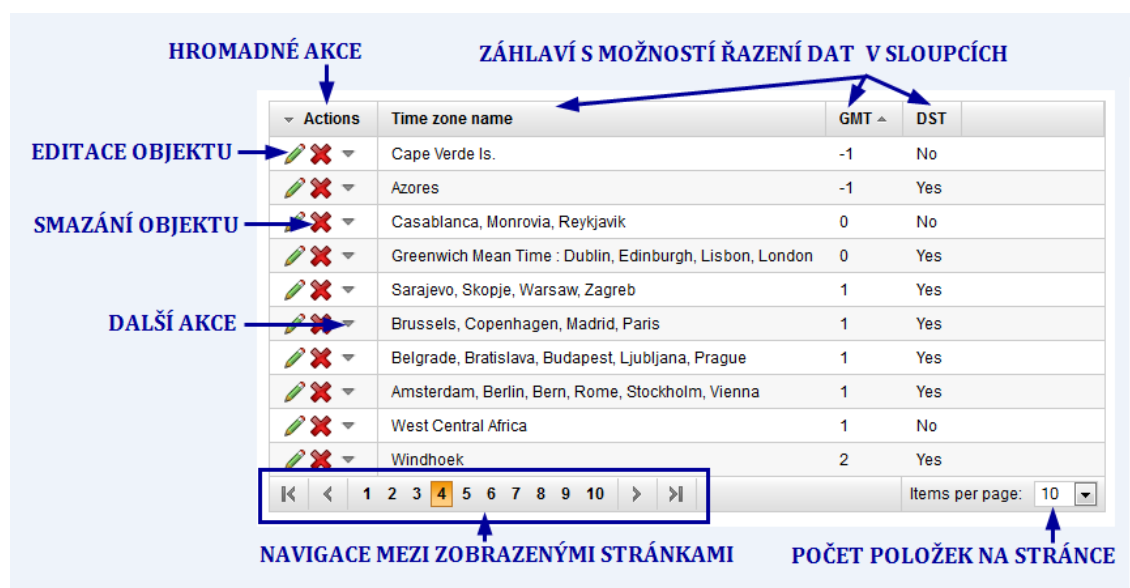 HROMADNÉ AKCE
ZÁHLAVÍ S MOŽNOSTÍ ŘAZENÍ DAT V SLOUPCÍCH
Actions Time zone name GMT DST
EDITACE OBJEKTU Cape Verde Is. -1 No
Azores -1 Yes
SMAZÁNÍ OBJEKTU Casablanca, Monrovia, Reykjavik 0 No
Greenwich Mean Time : Dublin, Edinburgh, Lisbon, London 0 Yes
Sarajevo, Skopje, Warsaw, Zagreb 1 Yes
DALŠÍ AKCE Brussels, Copenhagen, Madrid, Paris 1 Yes
Belgrade, Bratislava, Budapest, Ljubljana, Prague 1 Yes
Amsterdam, Berlin, Bern, Rome, Stockholm, Vienna 1 Yes
West Central Africa 1 No
Windhoek 2 Yes
1 2 3 4 5 6 7 8 9 10 Items per page: 10
NAVIGACE MEZI ZOBRAZENÝMI STRÁNKAMI
POČET POLOŽEK NA STRÁNCE